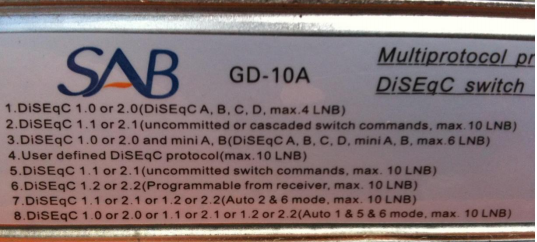 SAB GD-10A Multiprotocol
DiSEqC switch
1.DiSEqC 1.0 or 2.0(DiSEqC A, B, C, D, max.4 LNB)
2.DiSEqC 1.1 or 2.1(uncommitted or cascaded switch commands, max. 10 LNB)
3.DiSEqC 1.0 or 2.0 and mini A, B(DiSEqC A, B, C, D, mini A, B, max.6 LNB)
4.User defined DiSEqC protocol(max.10 LNB)
5.DiSEqC 1.1 or 2.1(uncommitted switch commands, max. 10 LNB)
6.DiSEqC 1.2 or 2.2(Programmable from receiver, max. 10 LNB)
7.DiSEqC 1.1 or 2.1 or 1.2 or 2.2(Auto 2 & 6 mode, max. 10 LNB)
8.DiSEqC 1.0 or 2.0 or 1.1 or 2.1 or 1.2 or 2.2(Auto 1 & 5 & 6 mode, max. 10 LNB)